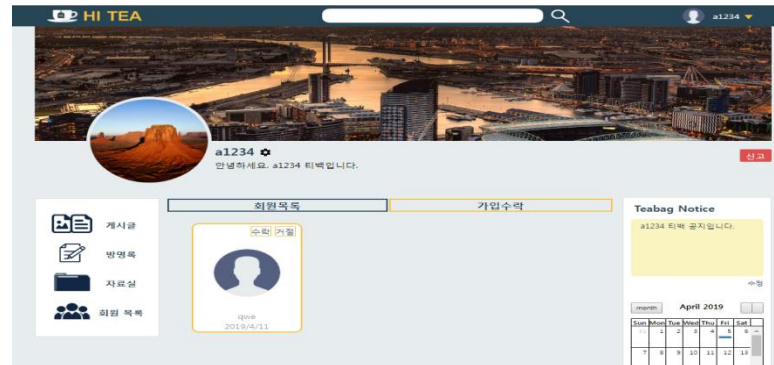 HI TEA
a1234
a1234
안녕하세요. a1234 티백입니다.
신고
게시글
방명록
자료실
회원 목록
회원목록
가입수락
수락 거절
qwe
2019/4/11
Teabag Notice
a1234 티백 공지입니다.
수정
month
April 2019
Sun Mon Tue Wed Thu Fri Sat
31 1 2 3 4 5 6
7 8 9 10 11 12 13